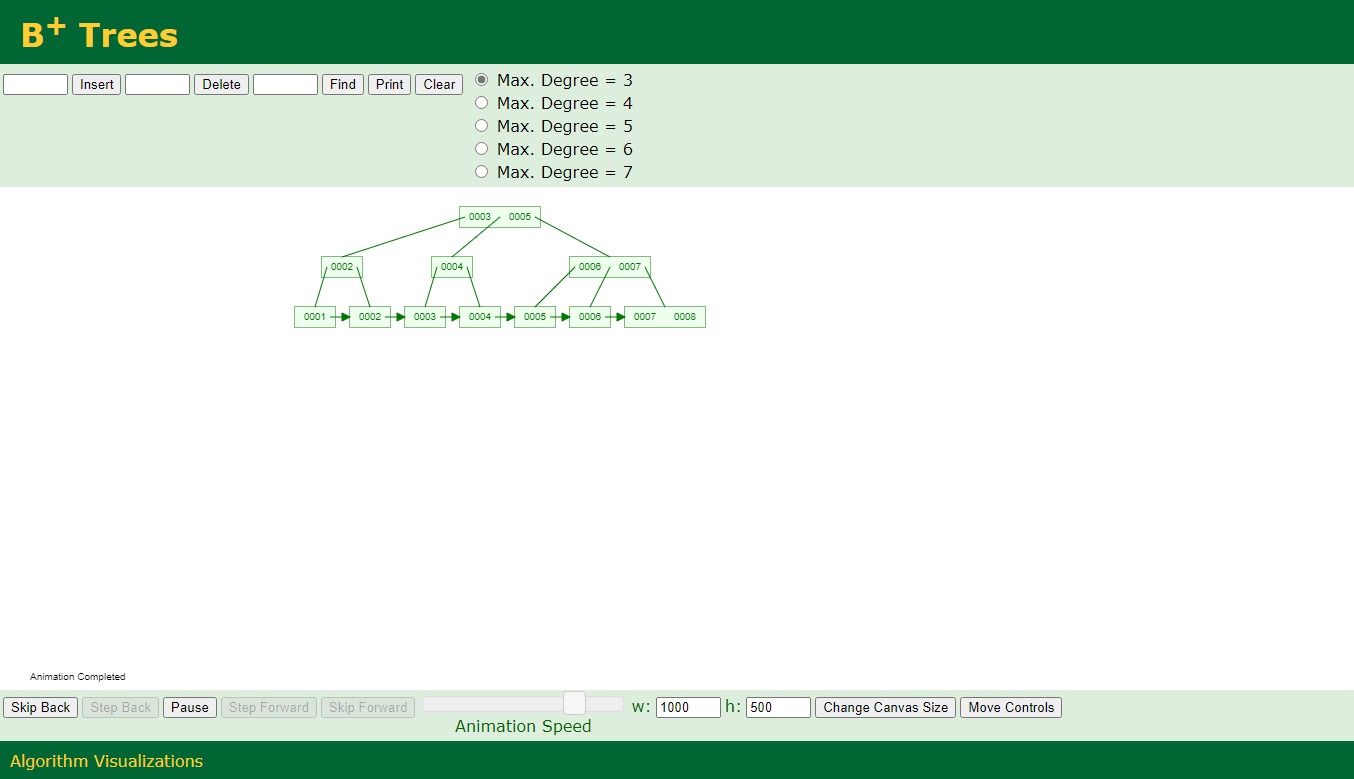 B+ Trees
Insert Delete Find Print Clear
Max. Degree = 3
Max. Degree = 4
Max. Degree = 5
Max. Degree = 6
Max. Degree = 7
0003 0005
0002 0004 0006 0007
0001 0002 0003 0004 0005 0006 0007 0008
Animation Completed
Skip Back Step Back Pause Step Forward Skip Forward w: 1000 h: 500 Change Canvas Size Move Controls
Animation Speed
Algorithm Visualizations